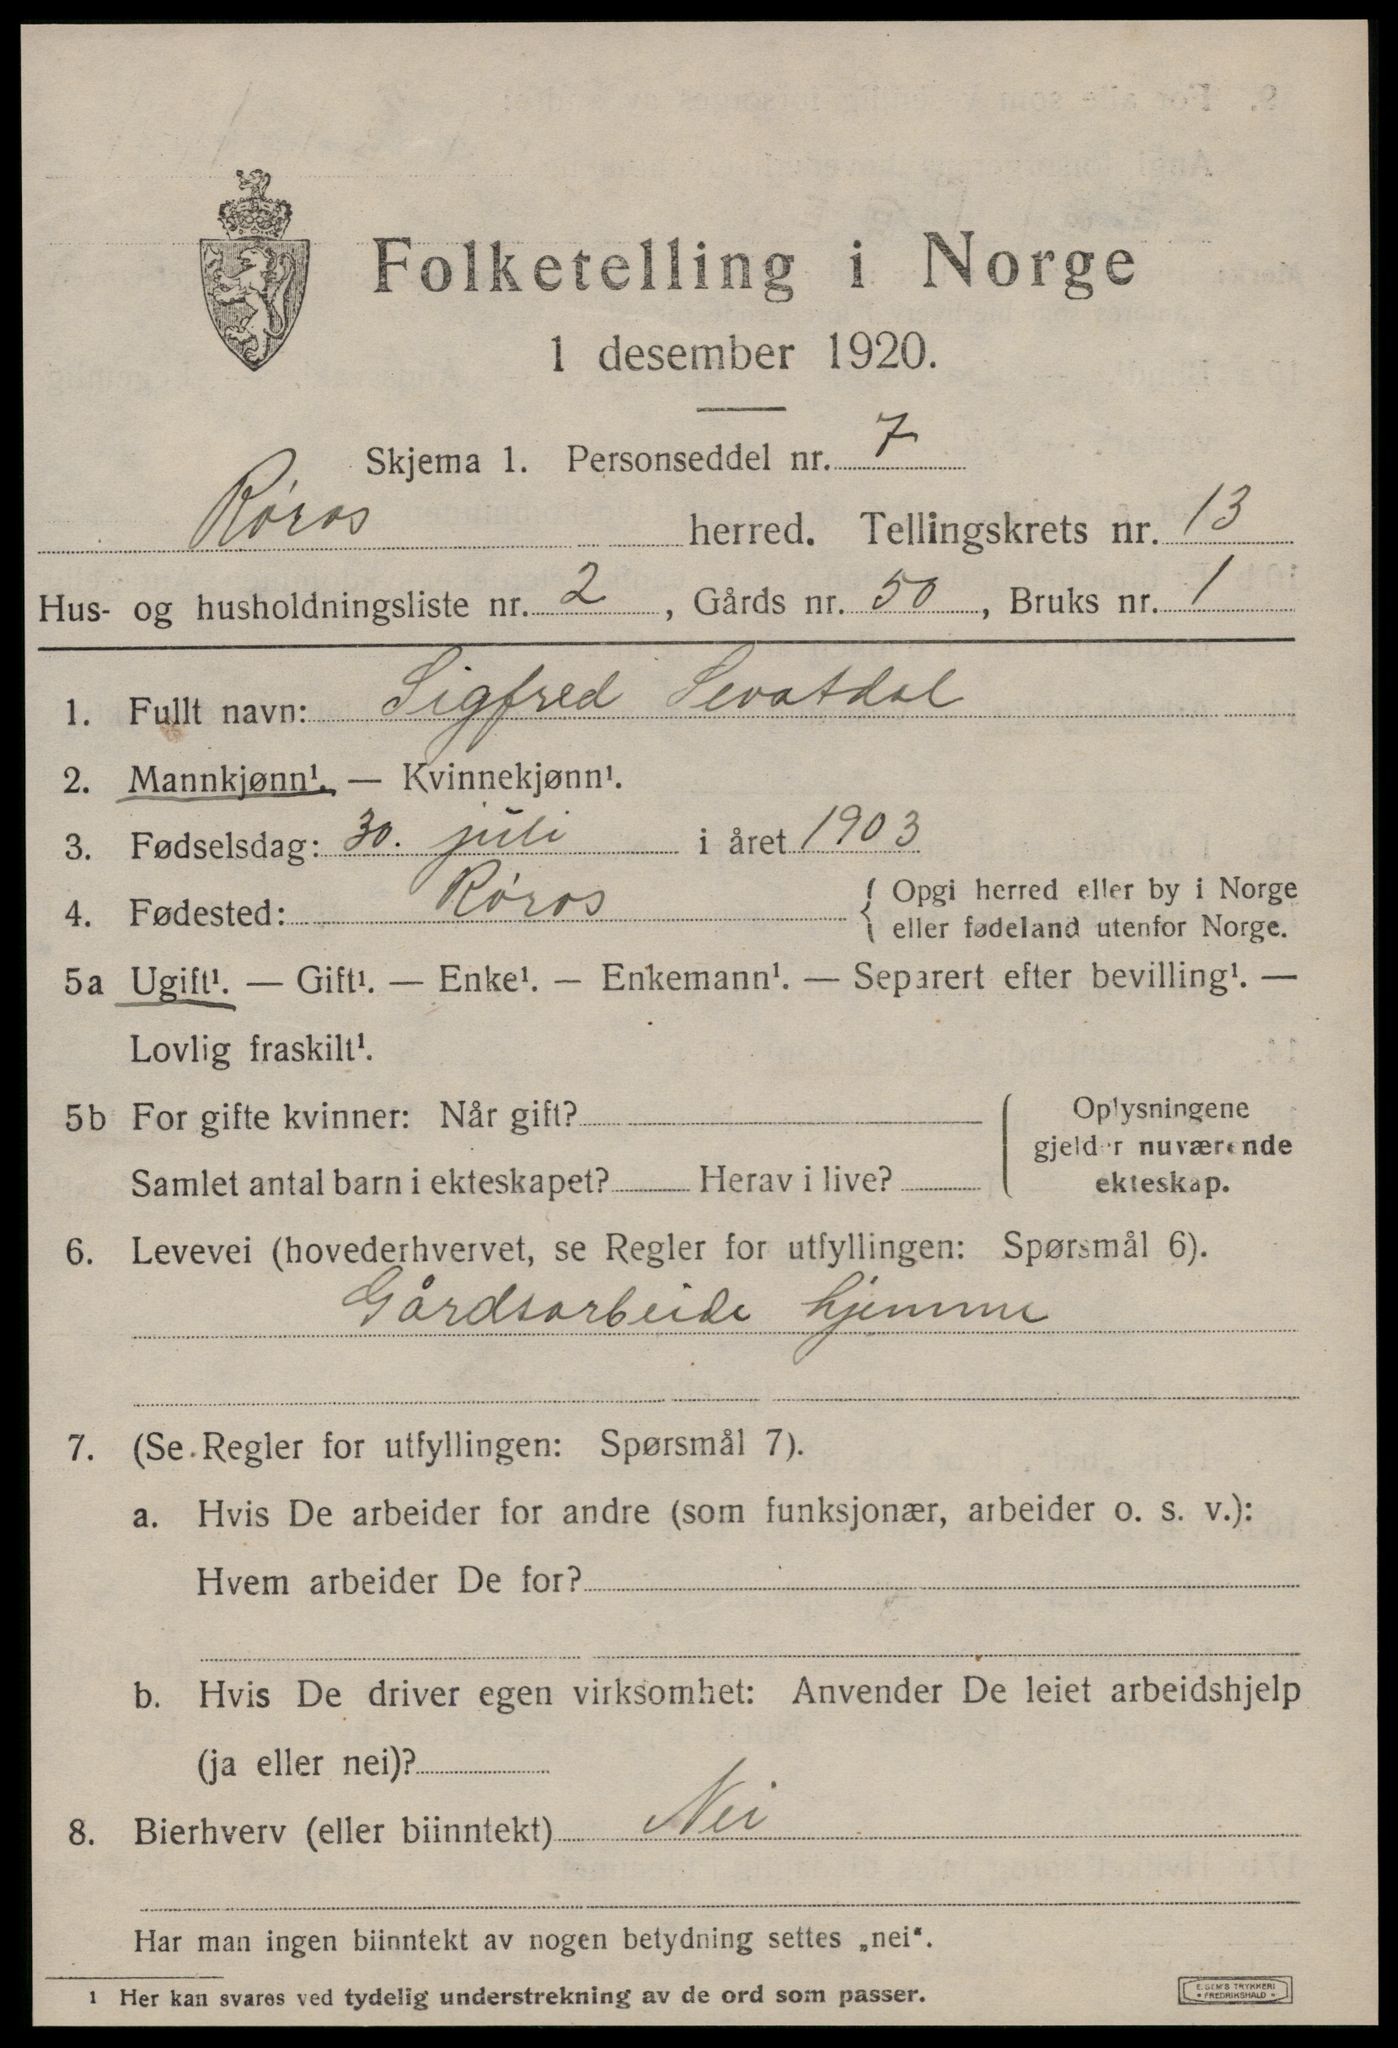 Folketelling i Norge
1 desember 1920.
Skjema 1. Personseddel nr. 7
Røros herred. Tellingskrets nr. 13
Hus- og husholdningsliste nr. 2, Gårds nr. 50, Bruks nr. 1
1. Fullt navn: Sigfred Sevatdal
2. Mannkjønn¹. — Kvinnekjønn¹.
3. Fødselsdag: 30. juli i året 1903
4. Fødested: Røros { Opgi herred eller by i Norge
eller fødeland utenfor Norge.
5a Ugift¹. — Gift¹. — Enke¹. — Enkemann¹. — Separert efter bevilling¹. —
Lovlig fraskilt¹.
5b For gifte kvinner: Når gift?
Samlet antal barn i ekteskapet? Herav i live?
Oplysningene
gjelder nuværende
ekteskap.
6. Levevei (hovederhvervet, se Regler for utfyllingen: Spørsmål 6).
Gårdsarbeide hjemme
7. (Se Regler for utfyllingen: Spørsmål 7).
a. Hvis De arbeider for andre (som funksjonær, arbeider o. s. v.):
Hvem arbeider De for?
b. Hvis De driver egen virksomhet: Anvender De leiet arbeidshjelp
(ja eller nei)?
8. Bierhverv (eller biinntekt) Nei
Har man ingen biinntekt av nogen betydning settes „nei“.
¹ Her kan svares ved tydelig understrekning av de ord som passer.
E. SEM'S TRYKKERI
• FREDRIKSHALD •